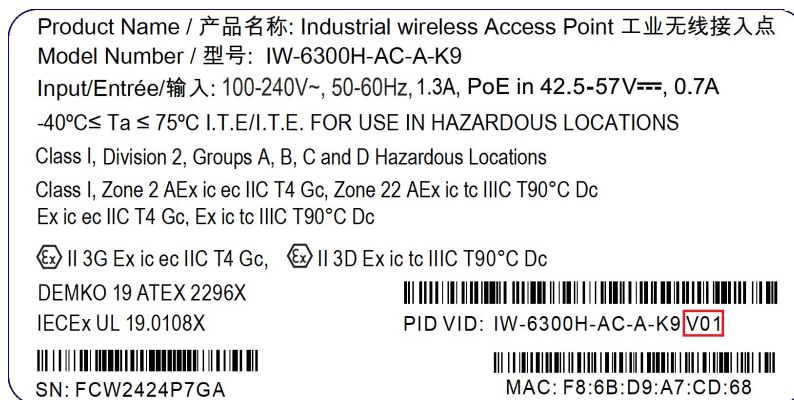 Product Name / 产品名称: Industrial wireless Access Point 工业无线接入点
Model Number / 型号: IW-6300H-AC-A-K9
Input/Entrée/输入: 100-240V~, 50-60Hz, 1.3A, PoE in 42.5-57V⎓, 0.7A
-40ºC≤ Ta ≤ 75ºC I.T.E/I.T.E. FOR USE IN HAZARDOUS LOCATIONS
Class I, Division 2, Groups A, B, C and D Hazardous Locations
Class I, Zone 2 AEx ic ec IIC T4 Gc, Zone 22 AEx ic tc IIIC T90°C Dc
Ex ic ec IIC T4 Gc, Ex ic tc IIIC T90°C Dc
Ex II 3G Ex ic ec IIC T4 Gc, Ex II 3D Ex ic tc IIIC T90°C Dc
DEMKO 19 ATEX 2296X
IECEx UL 19.0108X
PID VID: IW-6300H-AC-A-K9 V01
SN: FCW2424P7GA
MAC: F8:6B:D9:A7:CD:68